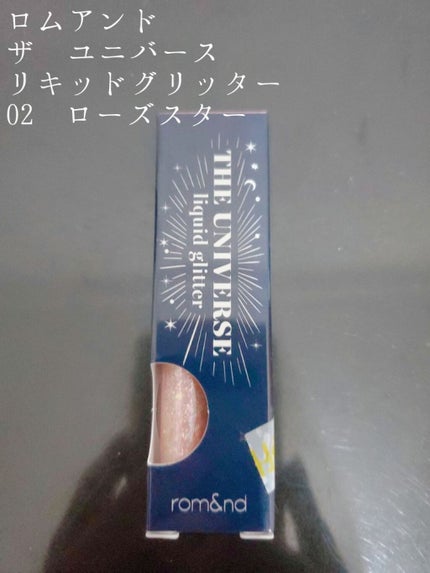 ロムアンド
ザ　ユニバース
リキッドグリッター
02　ローズスター
THE UNIVERSE
liquid glitter
rom&nd